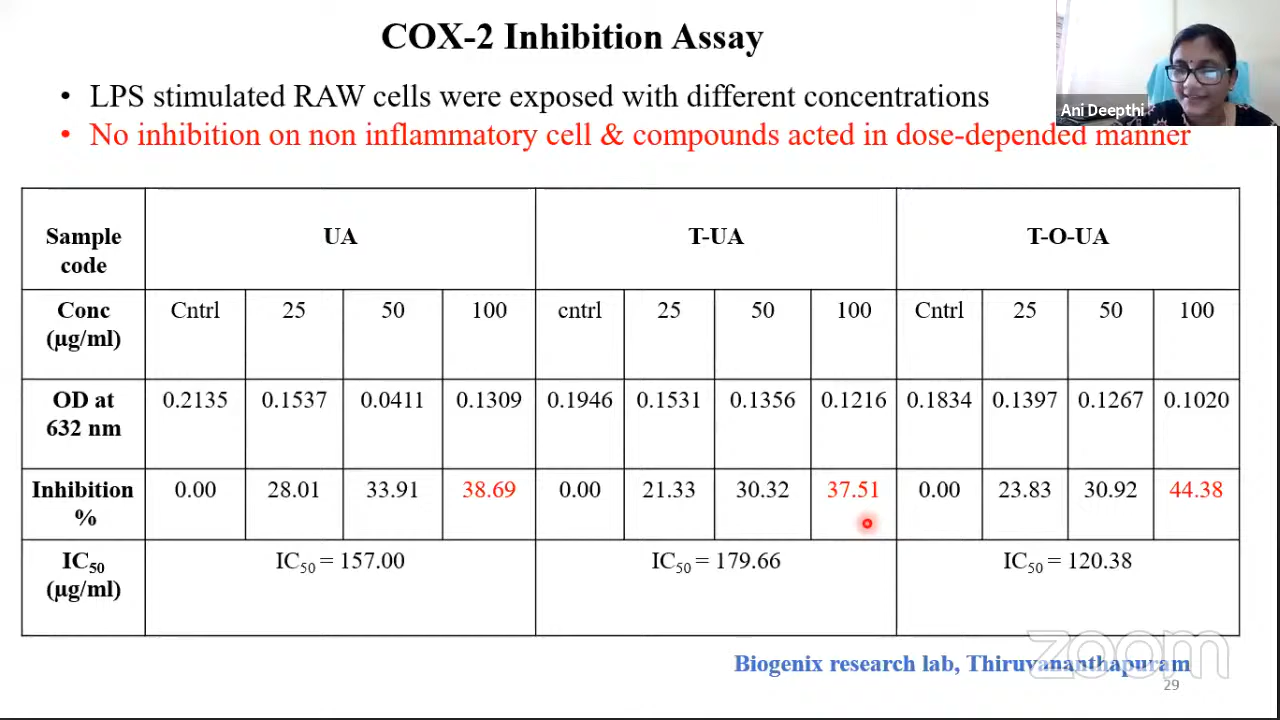 COX-2 Inhibition Assay
• LPS stimulated RAW cells were exposed with different concentrations
Ani Deepthi
• No inhibition on non inflammatory cell & compounds acted in dose-depended manner
Sample code UA T-UA T-O-UA
Conc (µg/ml) Cntrl 25 50 100 cntrl 25 50 100 Cntrl 25 50 100
OD at 632 nm 0.2135 0.1537 0.0411 0.1309 0.1946 0.1531 0.1356 0.1216 0.1834 0.1397 0.1267 0.1020
Inhibition % 0.00 28.01 33.91 38.69 0.00 21.33 30.32 37.51 0.00 23.83 30.92 44.38
IC50 (µg/ml) IC50 = 157.00 IC50 = 179.66 IC50 = 120.38
Biogenix research lab, Thiruvananthapuram
zoom
29